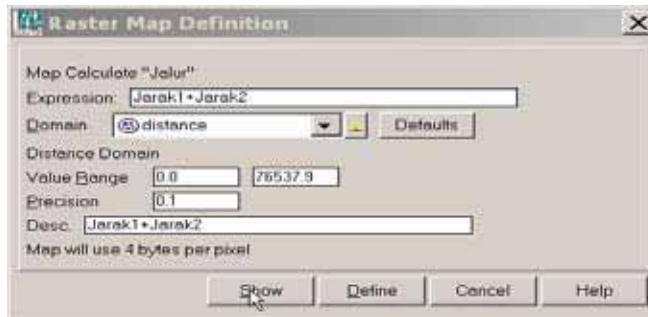 Raster Map Definition
Map Calculate "Jalur"
Expression: Jarak1+Jarak2
Domain distance Defaults
Distance Domain
Value Range 0.0 76537.9
Precision 0.1
Desc. Jarak1+Jarak2
Map will use 4 bytes per pixel
Show Define Cancel Help